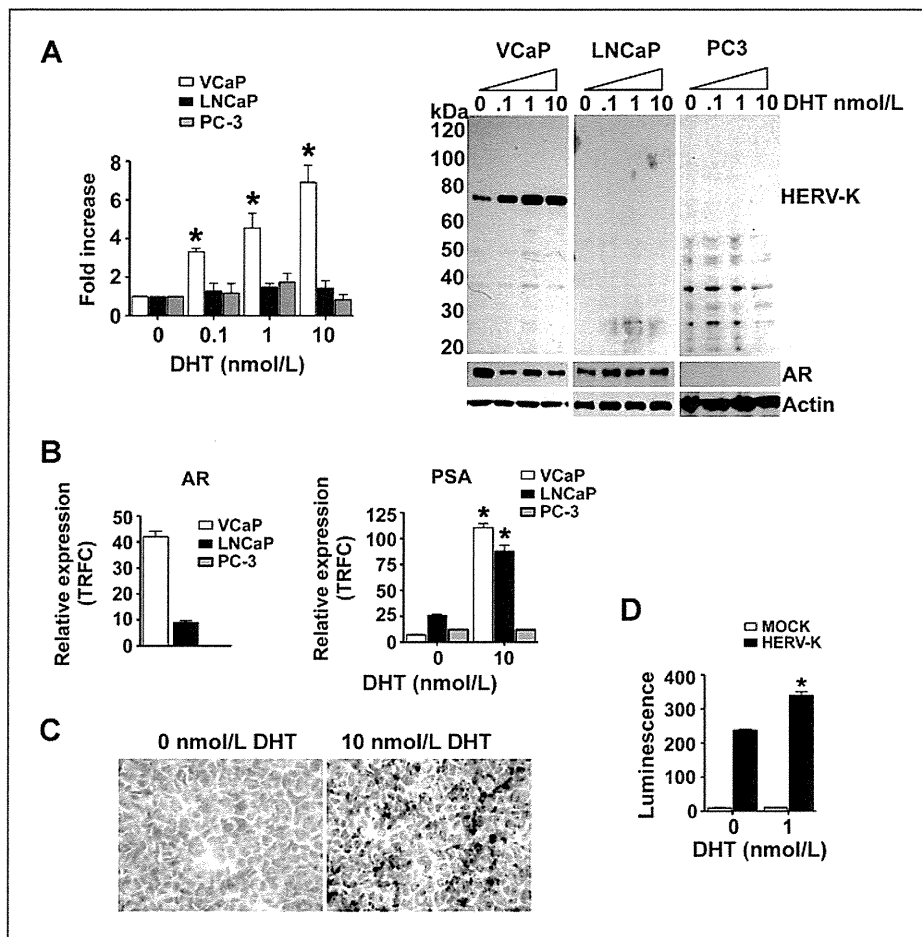 A
VCaP
LNCaP
PC-3
Fold increase
8
6
4
2
0
0 0.1 1 10
DHT (nmol/L)
*
*
*
VCaP LNCaP PC3
0 .1 1 10 0 .1 1 10 0 .1 1 10 DHT nmol/L
kDa
120
100
80
60
50
40
30
20
HERV-K
AR
Actin
B
AR
Relative expression
(TRFC)
50
40
30
20
10
0
VCaP
LNCaP
PC-3
PSA
Relative expression
(TRFC)
125
100
75
50
25
0
VCaP
LNCaP
PC-3
*
*
0 10
DHT (nmol/L)
C
0 nmol/L DHT 10 nmol/L DHT
D
MOCK
HERV-K
Luminescence
400
300
200
100
0
*
0 1
DHT (nmol/L)